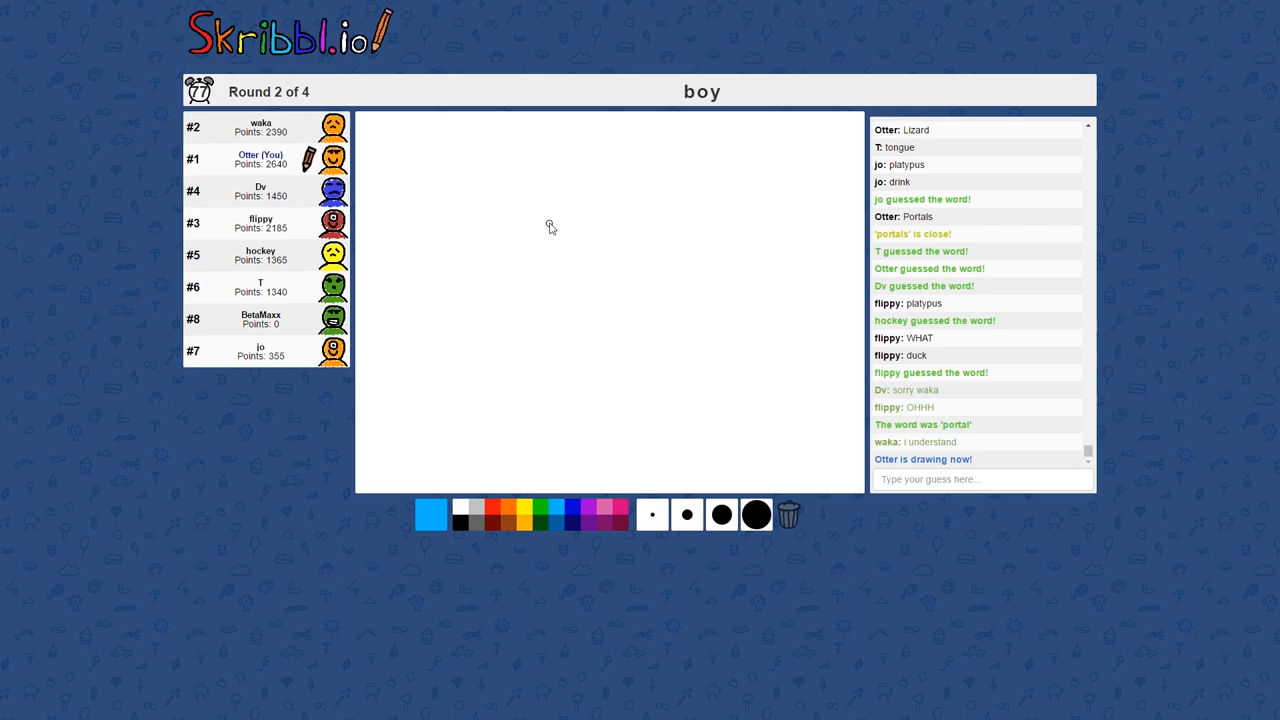 Skribbl.io!
77
Round 2 of 4
boy
#2
waka
Points: 2390
#1
Otter (You)
Points: 2640
#4
Dv
Points: 1450
#3
flippy
Points: 2185
#5
hockey
Points: 1365
#6
T
Points: 1340
#8
BetaMaxx
Points: 0
#7
jo
Points: 355
Otter: Lizard
T: tongue
jo: platypus
jo: drink
jo guessed the word!
Otter: Portals
'portals' is close!
T guessed the word!
Otter guessed the word!
Dv guessed the word!
flippy: platypus
hockey guessed the word!
flippy: WHAT
flippy: duck
flippy guessed the word!
Dv: sorry waka
flippy: OHHH
The word was 'portal'
waka: i understand
Otter is drawing now!
Type your guess here...